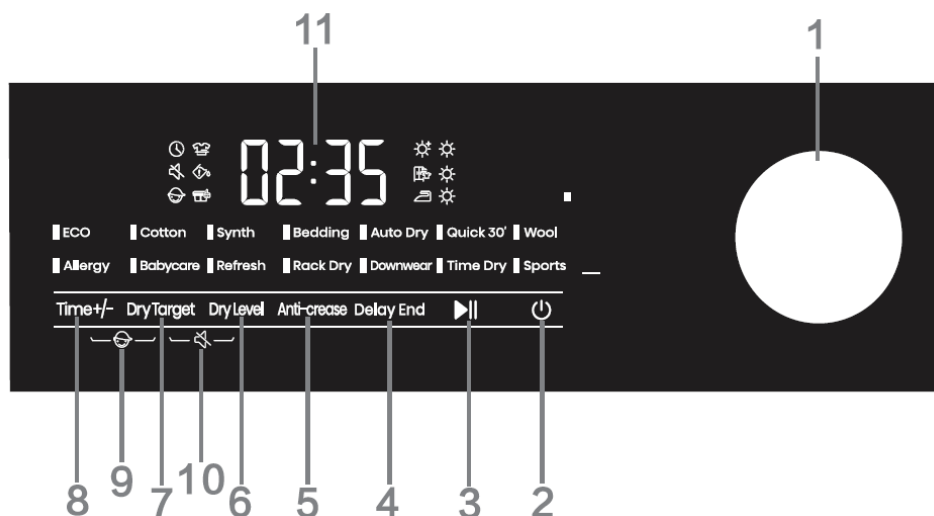 11
1
02:35
ECO Cotton Synth Bedding Auto Dry Quick 30' Wool
Allergy Babycare Refresh Rack Dry Downwear Time Dry Sports
Time+/- Dry Target Dry Level Anti-crease Delay End
8 9 7 10 6 5 4 3 2